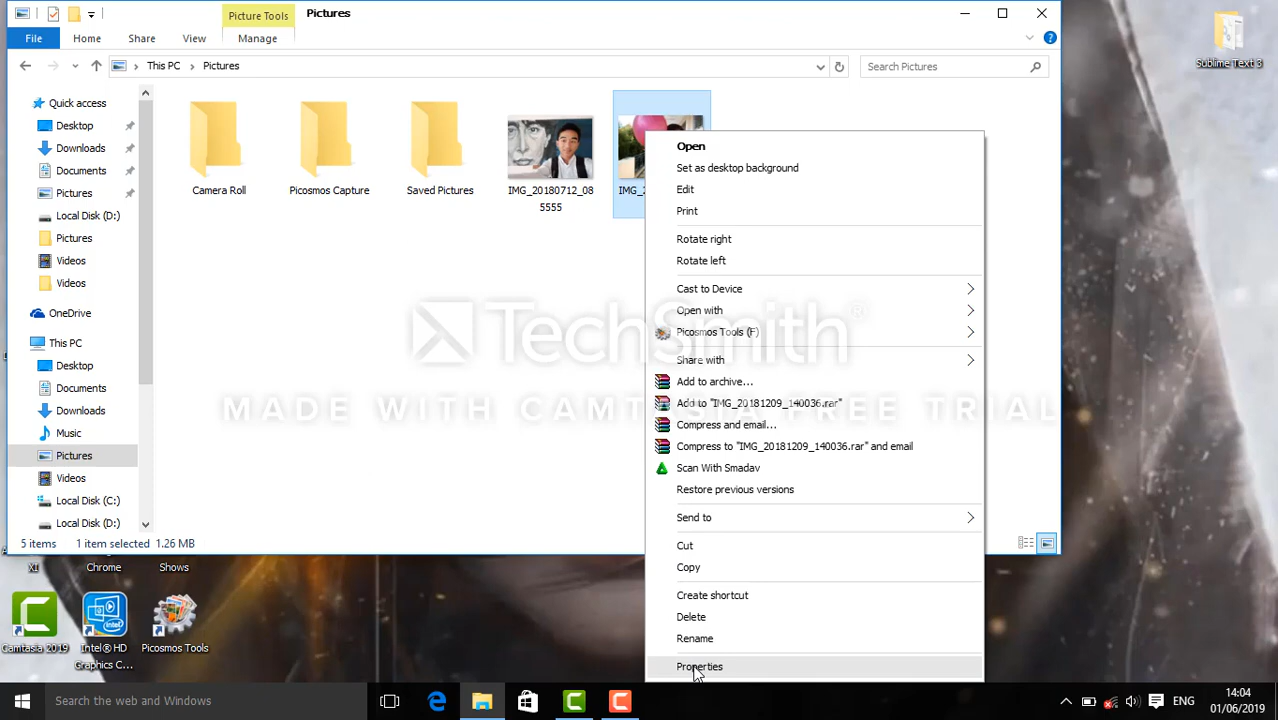 Picture Tools
Pictures
File
Home
Share
View
Manage
This PC
Pictures
Search Pictures
Quick access
Desktop
Downloads
Documents
Pictures
Local Disk (D:)
Pictures
Videos
Videos
OneDrive
This PC
Desktop
Documents
Downloads
Music
Pictures
Videos
Local Disk (C:)
Local Disk (D:)
Camera Roll
Picosmos Capture
Saved Pictures
IMG_20180712_08
5555
IMG_2
5 items
1 item selected
1.26 MB
Open
Set as desktop background
Edit
Print
Rotate right
Rotate left
Cast to Device
Open with
Picosmos Tools (F)
Share with
Add to archive...
Add to "IMG_20181209_140036.rar"
Compress and email...
Compress to "IMG_20181209_140036.rar" and email
Scan With Smadav
Restore previous versions
Send to
Cut
Copy
Create shortcut
Delete
Rename
Properties
TechSmith®
MADE WITH CAMTASIA FREE TRIAL
Sublime Text 3
XI
Chrome
Shows
Camtasia 2019
Intel® HD
Graphics C...
Picosmos Tools
Search the web and Windows
ENG
14:04
01/06/2019